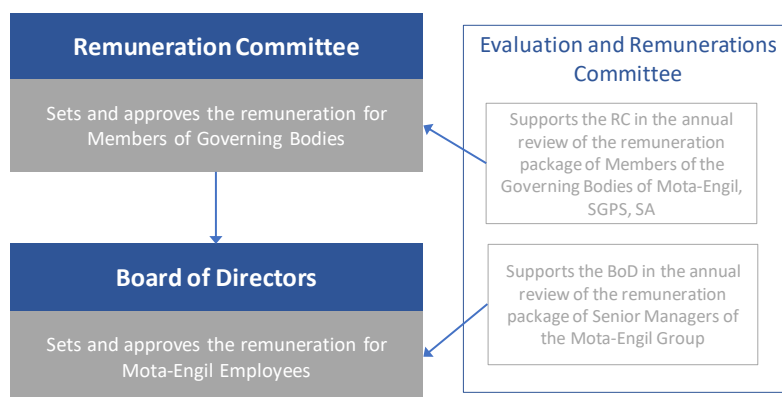 Remuneration Committee
Sets and approves the remuneration for
Members of Governing Bodies
Board of Directors
Sets and approves the remuneration for
Mota-Engil Employees
Evaluation and Remunerations
Committee
Supports the RC in the annual
review of the remuneration
package of Members of the
Governing Bodies of Mota-Engil,
SGPS, SA
Supports the BoD in the annual
review of the remuneration
package of Senior Managers of
the Mota-Engil Group